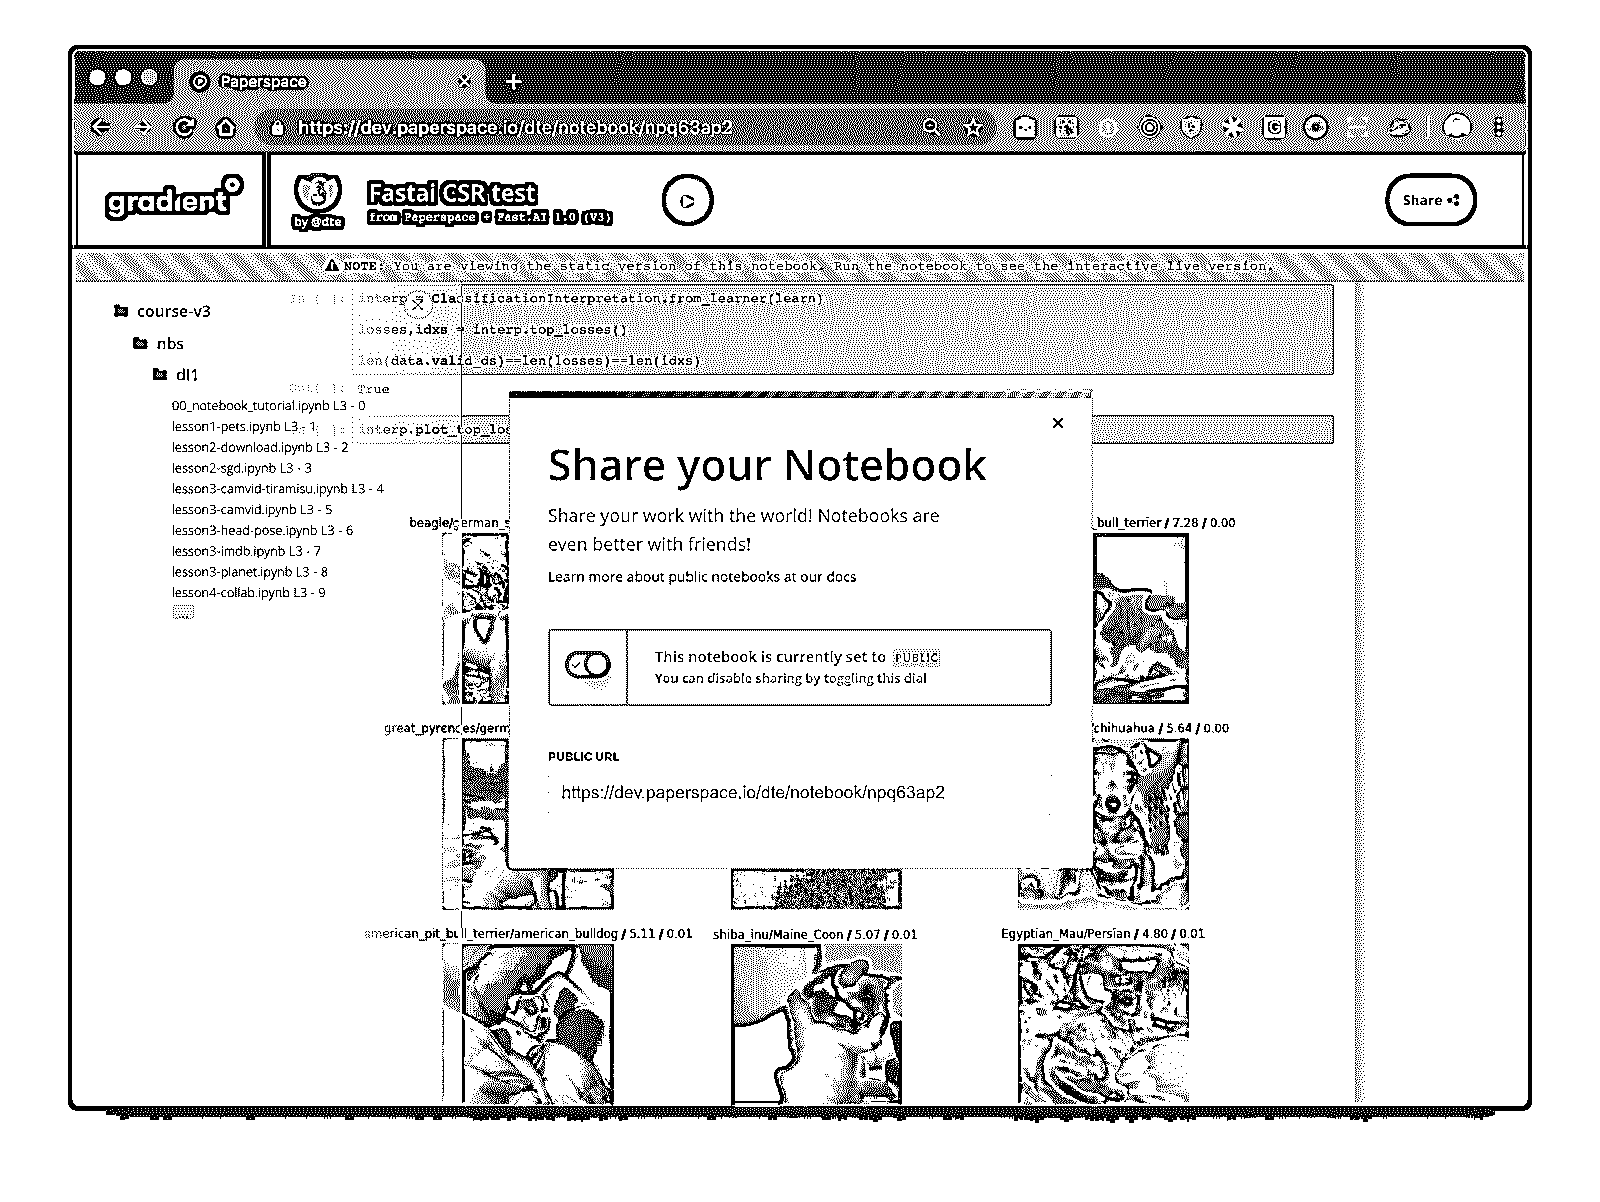 Paperspace
https://dev.paperspace.io/dte/notebook/npq63ap2
gradient
by @dte
Fastai CSR test
from Paperspace + Fast.AI 1.0 (V3)
Share
NOTE: You are viewing the static version of this notebook. Run the notebook to see the interactive live version.
course-v3
nbs
dl1
00_notebook_tutorial.ipynb L3 - 0
lesson1-pets.ipynb L3 - 1
lesson2-download.ipynb L3 - 2
lesson2-sgd.ipynb L3 - 3
lesson3-camvid-tiramisu.ipynb L3 - 4
lesson3-camvid.ipynb L3 - 5
lesson3-head-pose.ipynb L3 - 6
lesson3-imdb.ipynb L3 - 7
lesson3-planet.ipynb L3 - 8
lesson4-collab.ipynb L3 - 9
In [ ]: interp = ClassificationInterpretation.from_learner(learn)
losses,idxs = interp.top_losses()
len(data.valid_ds)==len(losses)==len(idxs)
Out[ ]: True
interp.plot_top_los
Share your Notebook
Share your work with the world! Notebooks are
even better with friends!
Learn more about public notebooks at our docs
This notebook is currently set to PUBLIC
You can disable sharing by toggling this dial
PUBLIC URL
https://dev.paperspace.io/dte/notebook/npq63ap2
beagle/german_s
_bull_terrier / 7.28 / 0.00
great_pyrenees/germ
/chihuahua / 5.64 / 0.00
american_pit_bull_terrier/american_bulldog / 5.11 / 0.01
shiba_inu/Maine_Coon / 5.07 / 0.01
Egyptian_Mau/Persian / 4.80 / 0.01